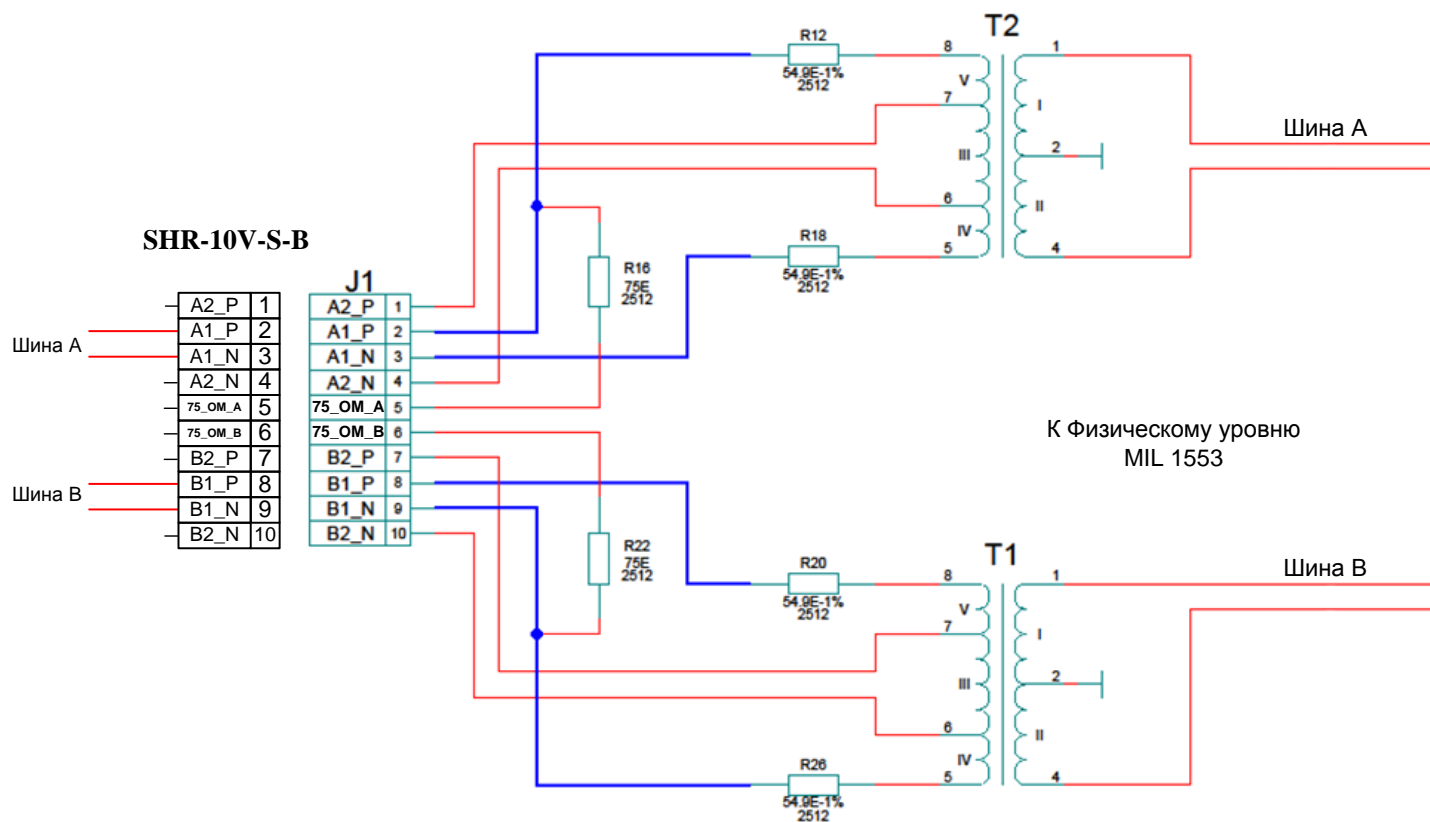 T2
R12
54.9E-1%
2512
8
V
7
III
6
IV
5
1
I
2
II
4
Шина А
R18
54.9E-1%
2512
R16
75E
2512
SHR-10V-S-B
J1
A2_P 1
A1_P 2
A1_N 3
A2_N 4
75_OM_A 5
75_OM_B 6
B2_P 7
B1_P 8
B1_N 9
B2_N 10
Шина А
Шина В
A2_P 1
A1_P 2
A1_N 3
A2_N 4
75_OM_A 5
75_OM_B 6
B2_P 7
B1_P 8
B1_N 9
B2_N 10
К Физическому уровню
MIL 1553
R22
75E
2512
T1
R20
54.9E-1%
2512
8
V
7
III
6
IV
5
1
I
2
II
4
Шина В
R26
54.9E-1%
2512